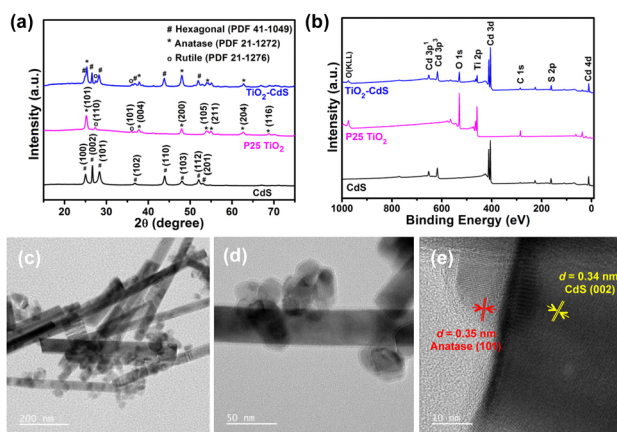 (a)
# Hexagonal (PDF 41-1049)
* Anatase (PDF 21-1272)
o Rutile (PDF 21-1276)
TiO₂-CdS
(101)
(110)
(101)
(004)
(200)
(105)
(211)
(204)
(116)
P25 TiO₂
(100)
(002)
(101)
(102)
(110)
(103)
(112)
(201)
CdS
Intensity (a.u.)
20 30 40 50 60 70
2θ (degree)
(b)
O(KLL)
Cd 3p¹
Cd 3p³
O 1s
Ti 2p
Cd 3d
C 1s
S 2p
Cd 4d
TiO₂-CdS
P25 TiO₂
CdS
Intensity (a.u.)
1000 800 600 400 200 0
Binding Energy (eV)
(c)
200 nm
(d)
50 nm
(e)
d = 0.34 nm
CdS (002)
d = 0.35 nm
Anatase (101)
10 nm